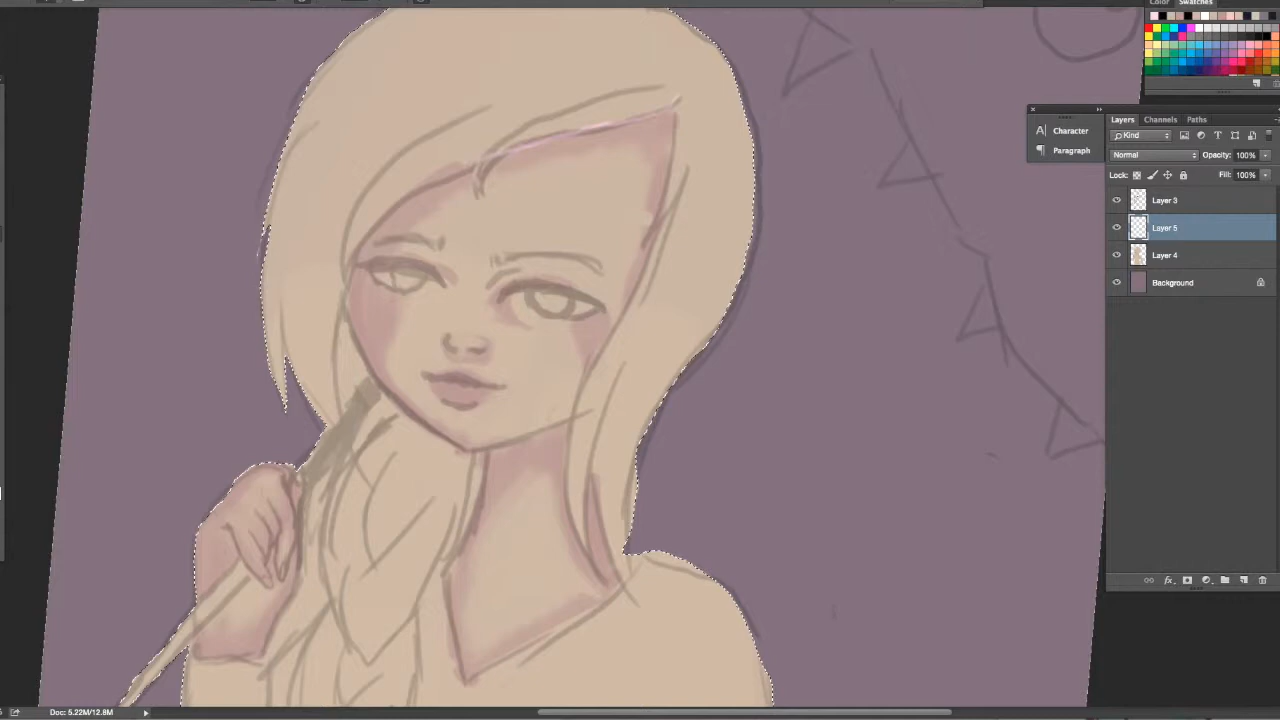 Color Swatches
A| Character
¶ Paragraph
Layers Channels Paths
Kind
Normal Opacity: 100%
Lock: Fill: 100%
Layer 3
Layer 5
Layer 4
Background
fx
Doc: 5.22M/12.8M